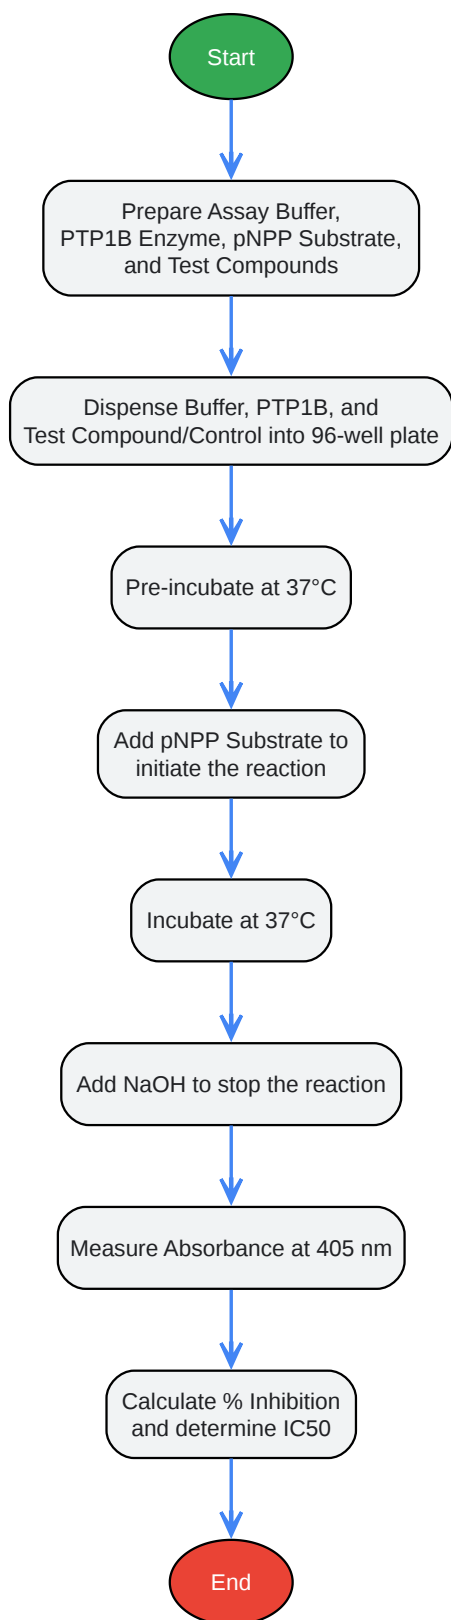 Start
Prepare Assay Buffer,
PTP1B Enzyme, pNPP Substrate,
and Test Compounds
Dispense Buffer, PTP1B, and
Test Compound/Control into 96-well plate
Pre-incubate at 37°C
Add pNPP Substrate to
initiate the reaction
Incubate at 37°C
Add NaOH to stop the reaction
Measure Absorbance at 405 nm
Calculate % Inhibition
and determine IC50
End